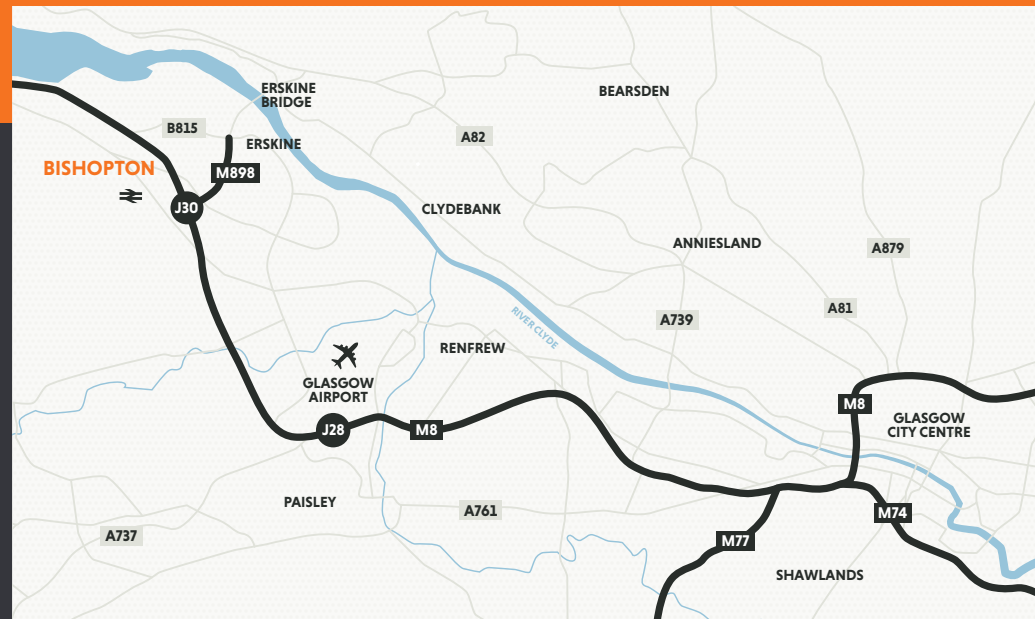 ERSKINE
BRIDGE
BEARSDEN
B815
A82
ERSKINE
BISHOPTON
M898
J30
CLYDEBANK
ANNIESLAND
A879
A81
RIVER CLYDE
A739
RENFREW
GLASGOW
AIRPORT
M8
GLASGOW
CITY CENTRE
J28
M8
PAISLEY
A761
M74
A737
M77
SHAWLANDS